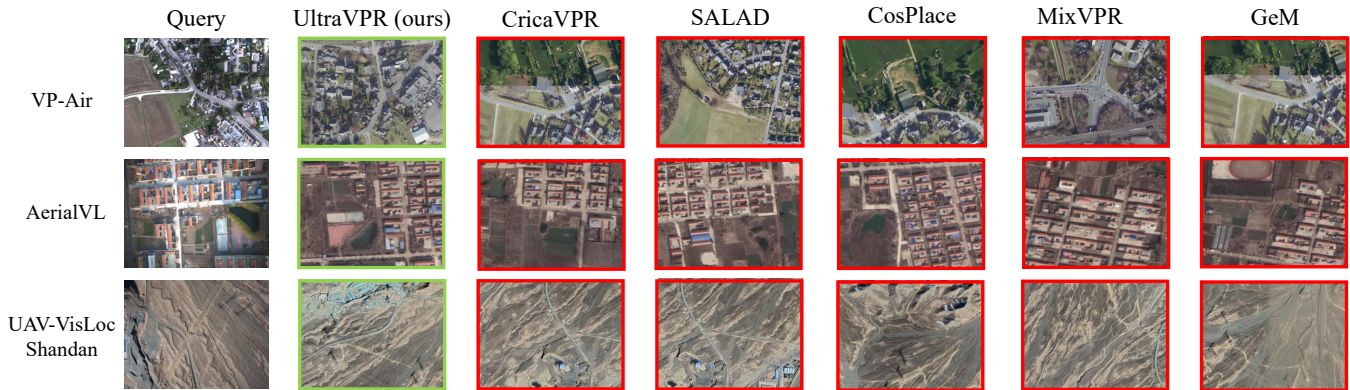 Query UltraVPR (ours) CricaVPR SALAD CosPlace MixVPR GeM
VP-Air
AerialVL
UAV-VisLoc
Shandan